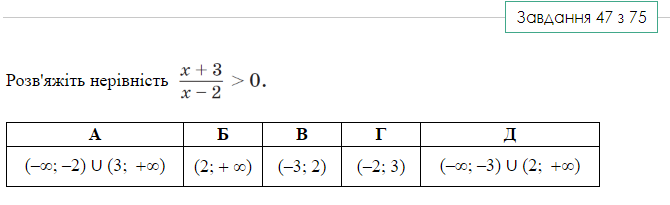 Завдання 47 з 75
Розв'яжіть нерівність (x + 3)/(x − 2) > 0.
А Б В Г Д
(−∞; −2) ∪ (3; +∞) (2; + ∞) (−3; 2) (−2; 3) (−∞; −3) ∪ (2; +∞)